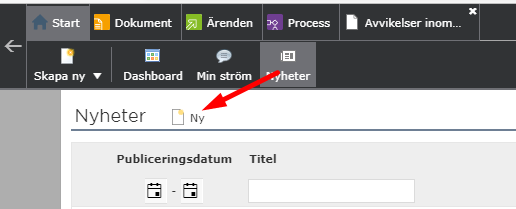 Start Dokument Ärenden Process Avvikelser inom...
Skapa ny Dashboard Min ström Nyheter
Nyheter Ny
Publiceringsdatum Titel
-